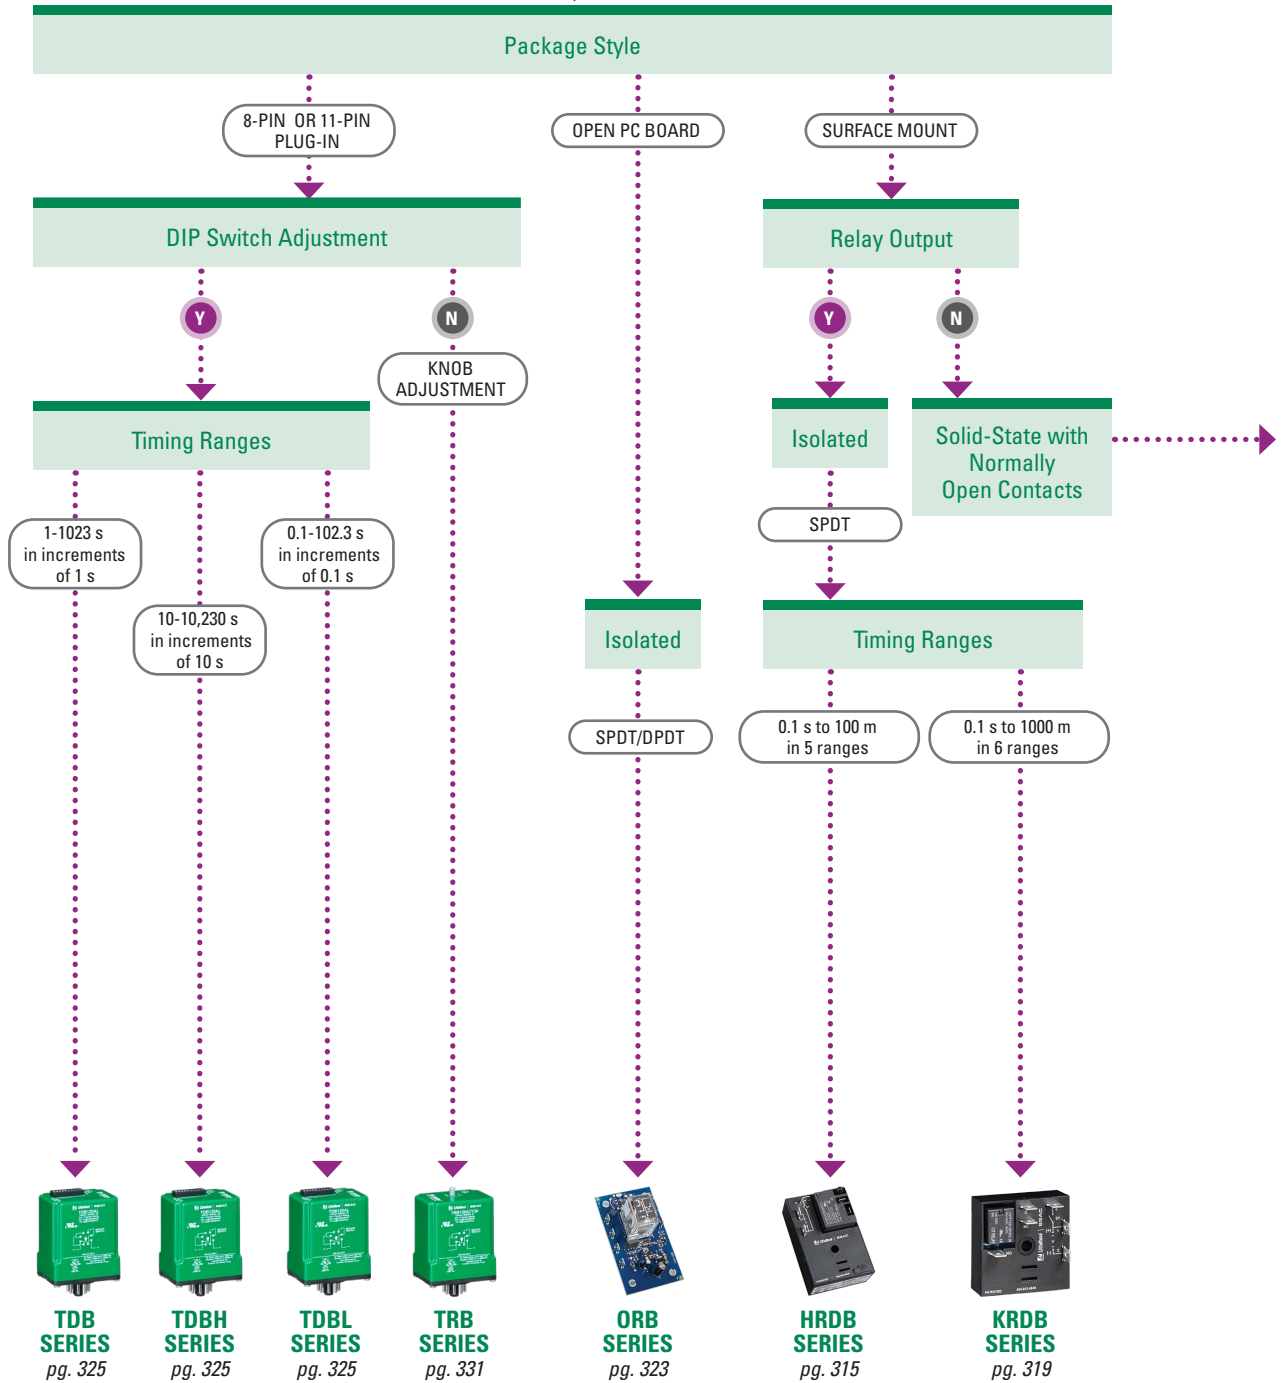 Package Style
8-PIN OR 11-PIN
PLUG-IN
OPEN PC BOARD
SURFACE MOUNT
DIP Switch Adjustment
Relay Output
Y
N
Y
N
KNOB
ADJUSTMENT
Timing Ranges
Isolated
Solid-State with
Normally
Open Contacts
1-1023 s
in increments
of 1 s
0.1-102.3 s
in increments
of 0.1 s
SPDT
10-10,230 s
in increments
of 10 s
Isolated
Timing Ranges
SPDT/DPDT
0.1 s to 100 m
in 5 ranges
0.1 s to 1000 m
in 6 ranges
TDB
SERIES
pg. 325
TDBH
SERIES
pg. 325
TDBL
SERIES
pg. 325
TRB
SERIES
pg. 331
ORB
SERIES
pg. 323
HRDB
SERIES
pg. 315
KRDB
SERIES
pg. 319